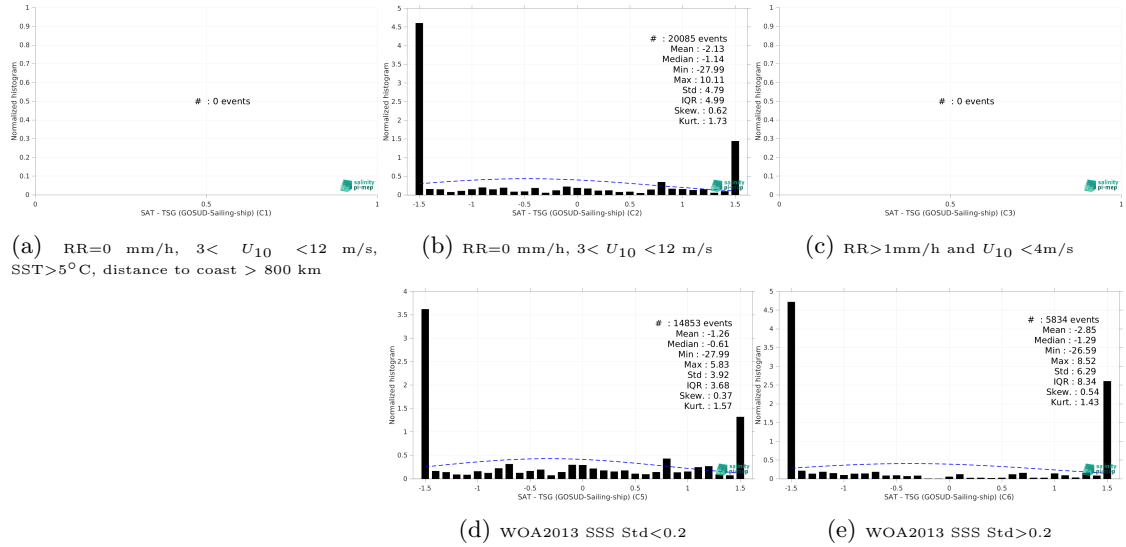 1
0.9
0.8
0.7
0.6
0.5
0.4
0.3
0.2
0.1
0
Normalized histogram
# : 0 events
salinity
pi-mep
0 0.5 1
SAT - TSG (GOSUD-Sailing-ship) (C1)
(a) RR=0 mm/h, 3< U10 <12 m/s,
SST>5°C, distance to coast > 800 km
5
4.5
4
3.5
3
2.5
2
1.5
1
0.5
0
Normalized histogram
# : 20085 events
Mean : -2.13
Median : -1.14
Min : -27.99
Max : 10.11
Std : 4.79
IQR : 4.99
Skew. : 0.62
Kurt. : 1.73
salinity
pi-mep
-1.5 -1 -0.5 0 0.5 1 1.5
SAT - TSG (GOSUD-Sailing-ship) (C2)
(b) RR=0 mm/h, 3< U10 <12 m/s
1
0.9
0.8
0.7
0.6
0.5
0.4
0.3
0.2
0.1
0
Normalized histogram
# : 0 events
salinity
pi-mep
0 0.5 1
SAT - TSG (GOSUD-Sailing-ship) (C3)
(c) RR>1mm/h and U10 <4m/s
4
3.5
3
2.5
2
1.5
1
0.5
0
Normalized histogram
# : 14853 events
Mean : -1.26
Median : -0.61
Min : -27.99
Max : 5.83
Std : 3.92
IQR : 3.68
Skew. : 0.37
Kurt. : 1.57
salinity
pi-mep
-1.5 -1 -0.5 0 0.5 1 1.5
SAT - TSG (GOSUD-Sailing-ship) (C5)
(d) WOA2013 SSS Std<0.2
5
4.5
4
3.5
3
2.5
2
1.5
1
0.5
0
Normalized histogram
# : 5834 events
Mean : -2.85
Median : -1.29
Min : -26.59
Max : 8.52
Std : 6.29
IQR : 8.34
Skew. : 0.54
Kurt. : 1.43
salinity
pi-mep
-1.5 -1 -0.5 0 0.5 1 1.5
SAT - TSG (GOSUD-Sailing-ship) (C6)
(e) WOA2013 SSS Std>0.2